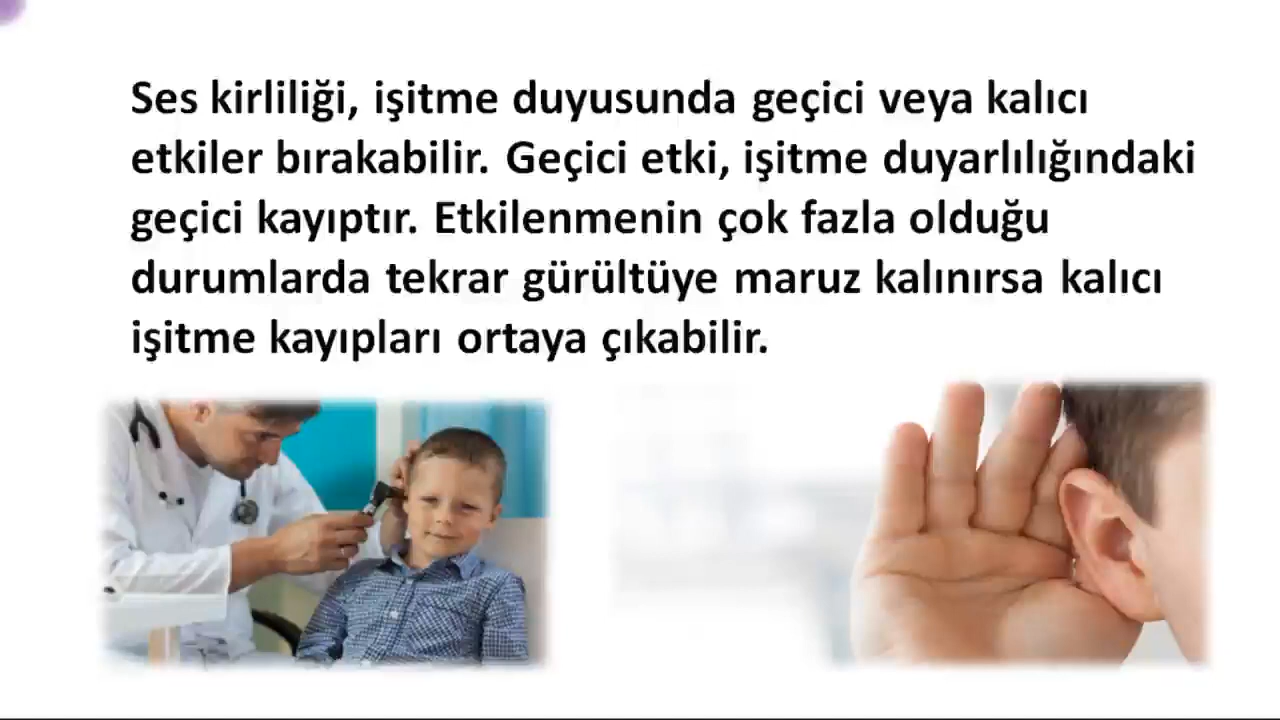 Ses kirliliği, işitme duyusunda geçici veya kalıcı
etkiler bırakabilir. Geçici etki, işitme duyarlılığındaki
geçici kayıptır. Etkilenmenin çok fazla olduğu
durumlarda tekrar gürültüye maruz kalınırsa kalıcı
işitme kayıpları ortaya çıkabilir.